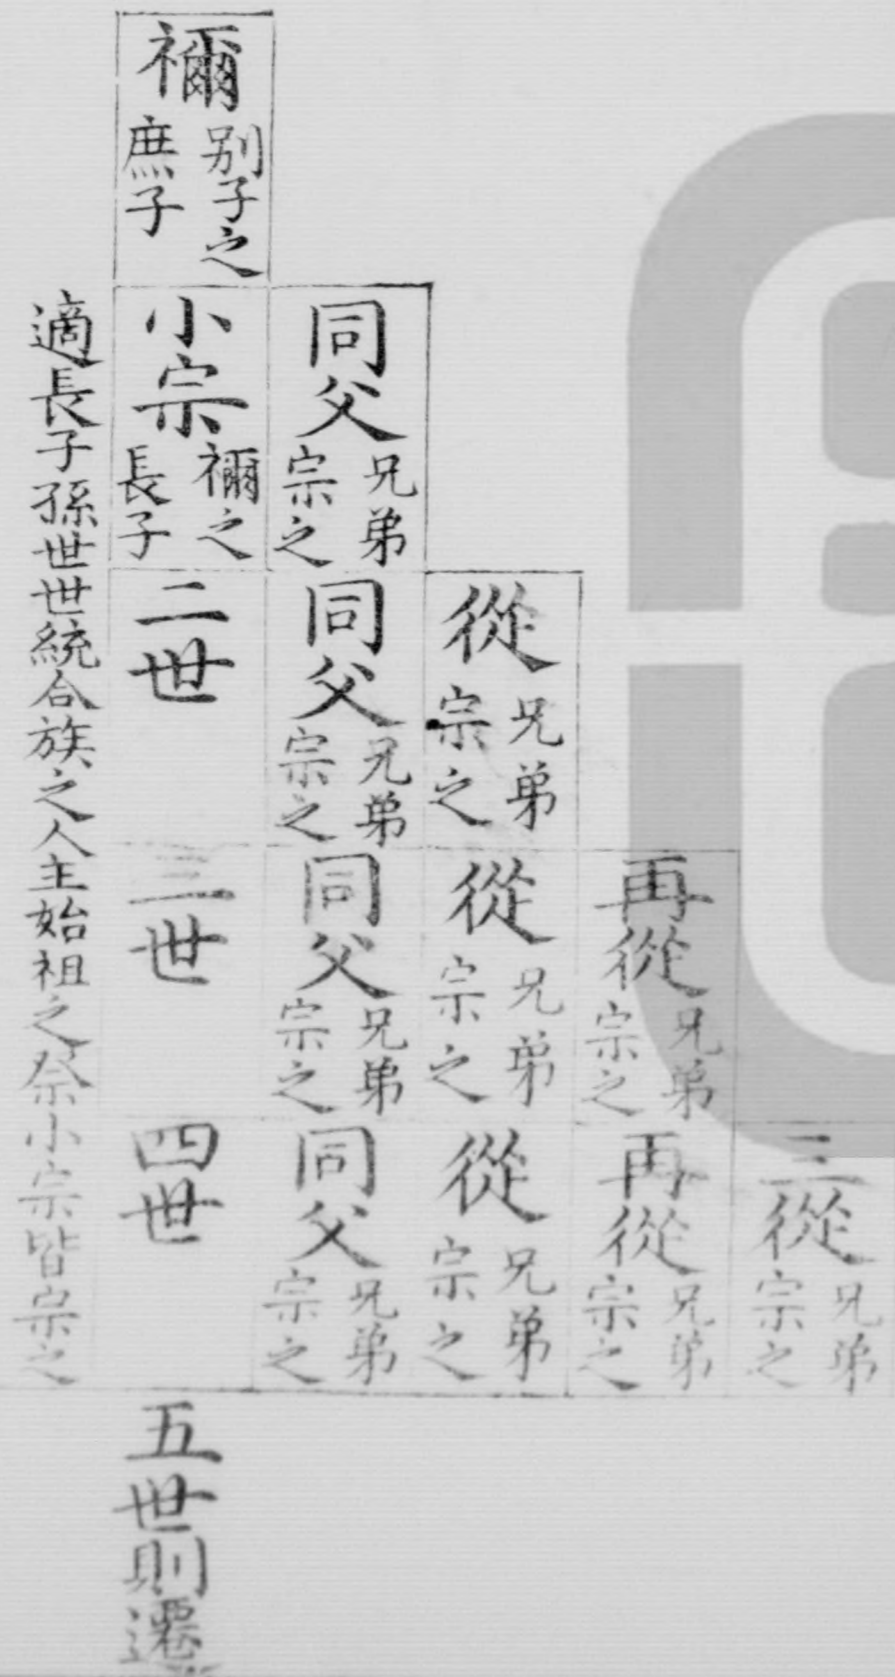 禰別子之庶子
同父兄弟宗之
小宗禰之長子
從兄弟宗之
同父兄弟宗之
二世
再從兄弟宗之
從兄弟宗之
同父兄弟宗之
三世
三從兄弟宗之
再從兄弟宗之
從兄弟宗之
同父兄弟宗之
四世
五世則遷
適長子孫世世統合族之人主始祖之祭小宗皆宗之